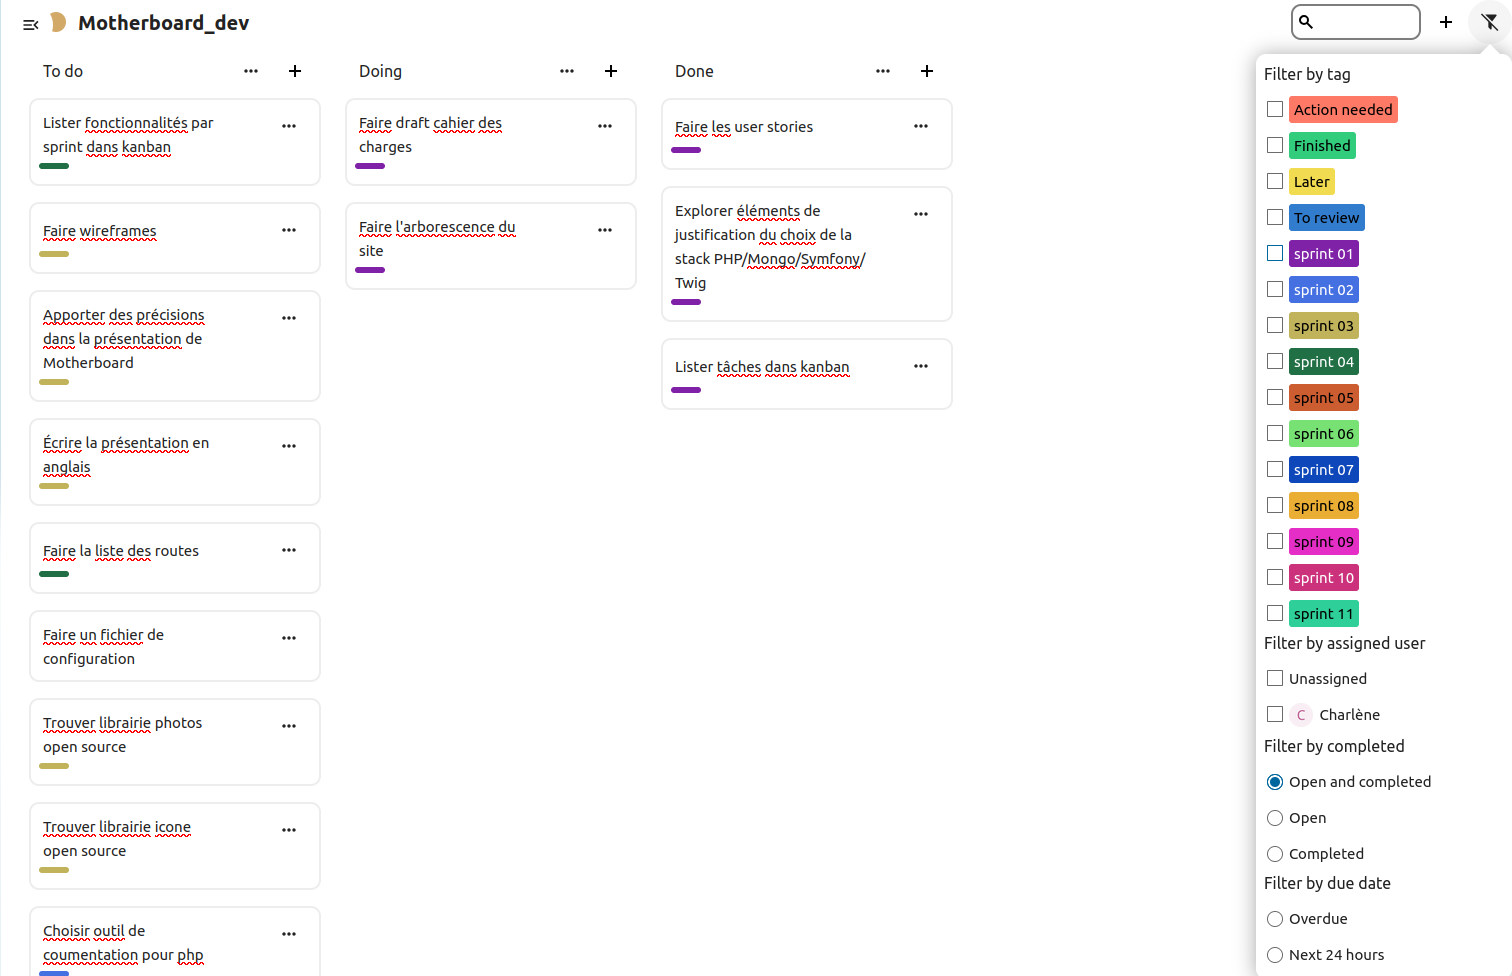 Motherboard_dev
To do
Lister fonctionnalités par
sprint dans kanban
Faire wireframes
Apporter des précisions
dans la présentation de
Motherboard
Écrire la présentation en
anglais
Faire la liste des routes
Faire un fichier de
configuration
Trouver librairie photos
open source
Trouver librairie icone
open source
Choisir outil de
coumentation pour php
Doing
Faire draft cahier des
charges
Faire l'arborescence du
site
Done
Faire les user stories
Explorer éléments de
justification du choix de la
stack PHP/Mongo/Symfony/
Twig
Lister tâches dans kanban
Filter by tag
Action needed
Finished
Later
To review
sprint 01
sprint 02
sprint 03
sprint 04
sprint 05
sprint 06
sprint 07
sprint 08
sprint 09
sprint 10
sprint 11
Filter by assigned user
Unassigned
C Charlène
Filter by completed
Open and completed
Open
Completed
Filter by due date
Overdue
Next 24 hours